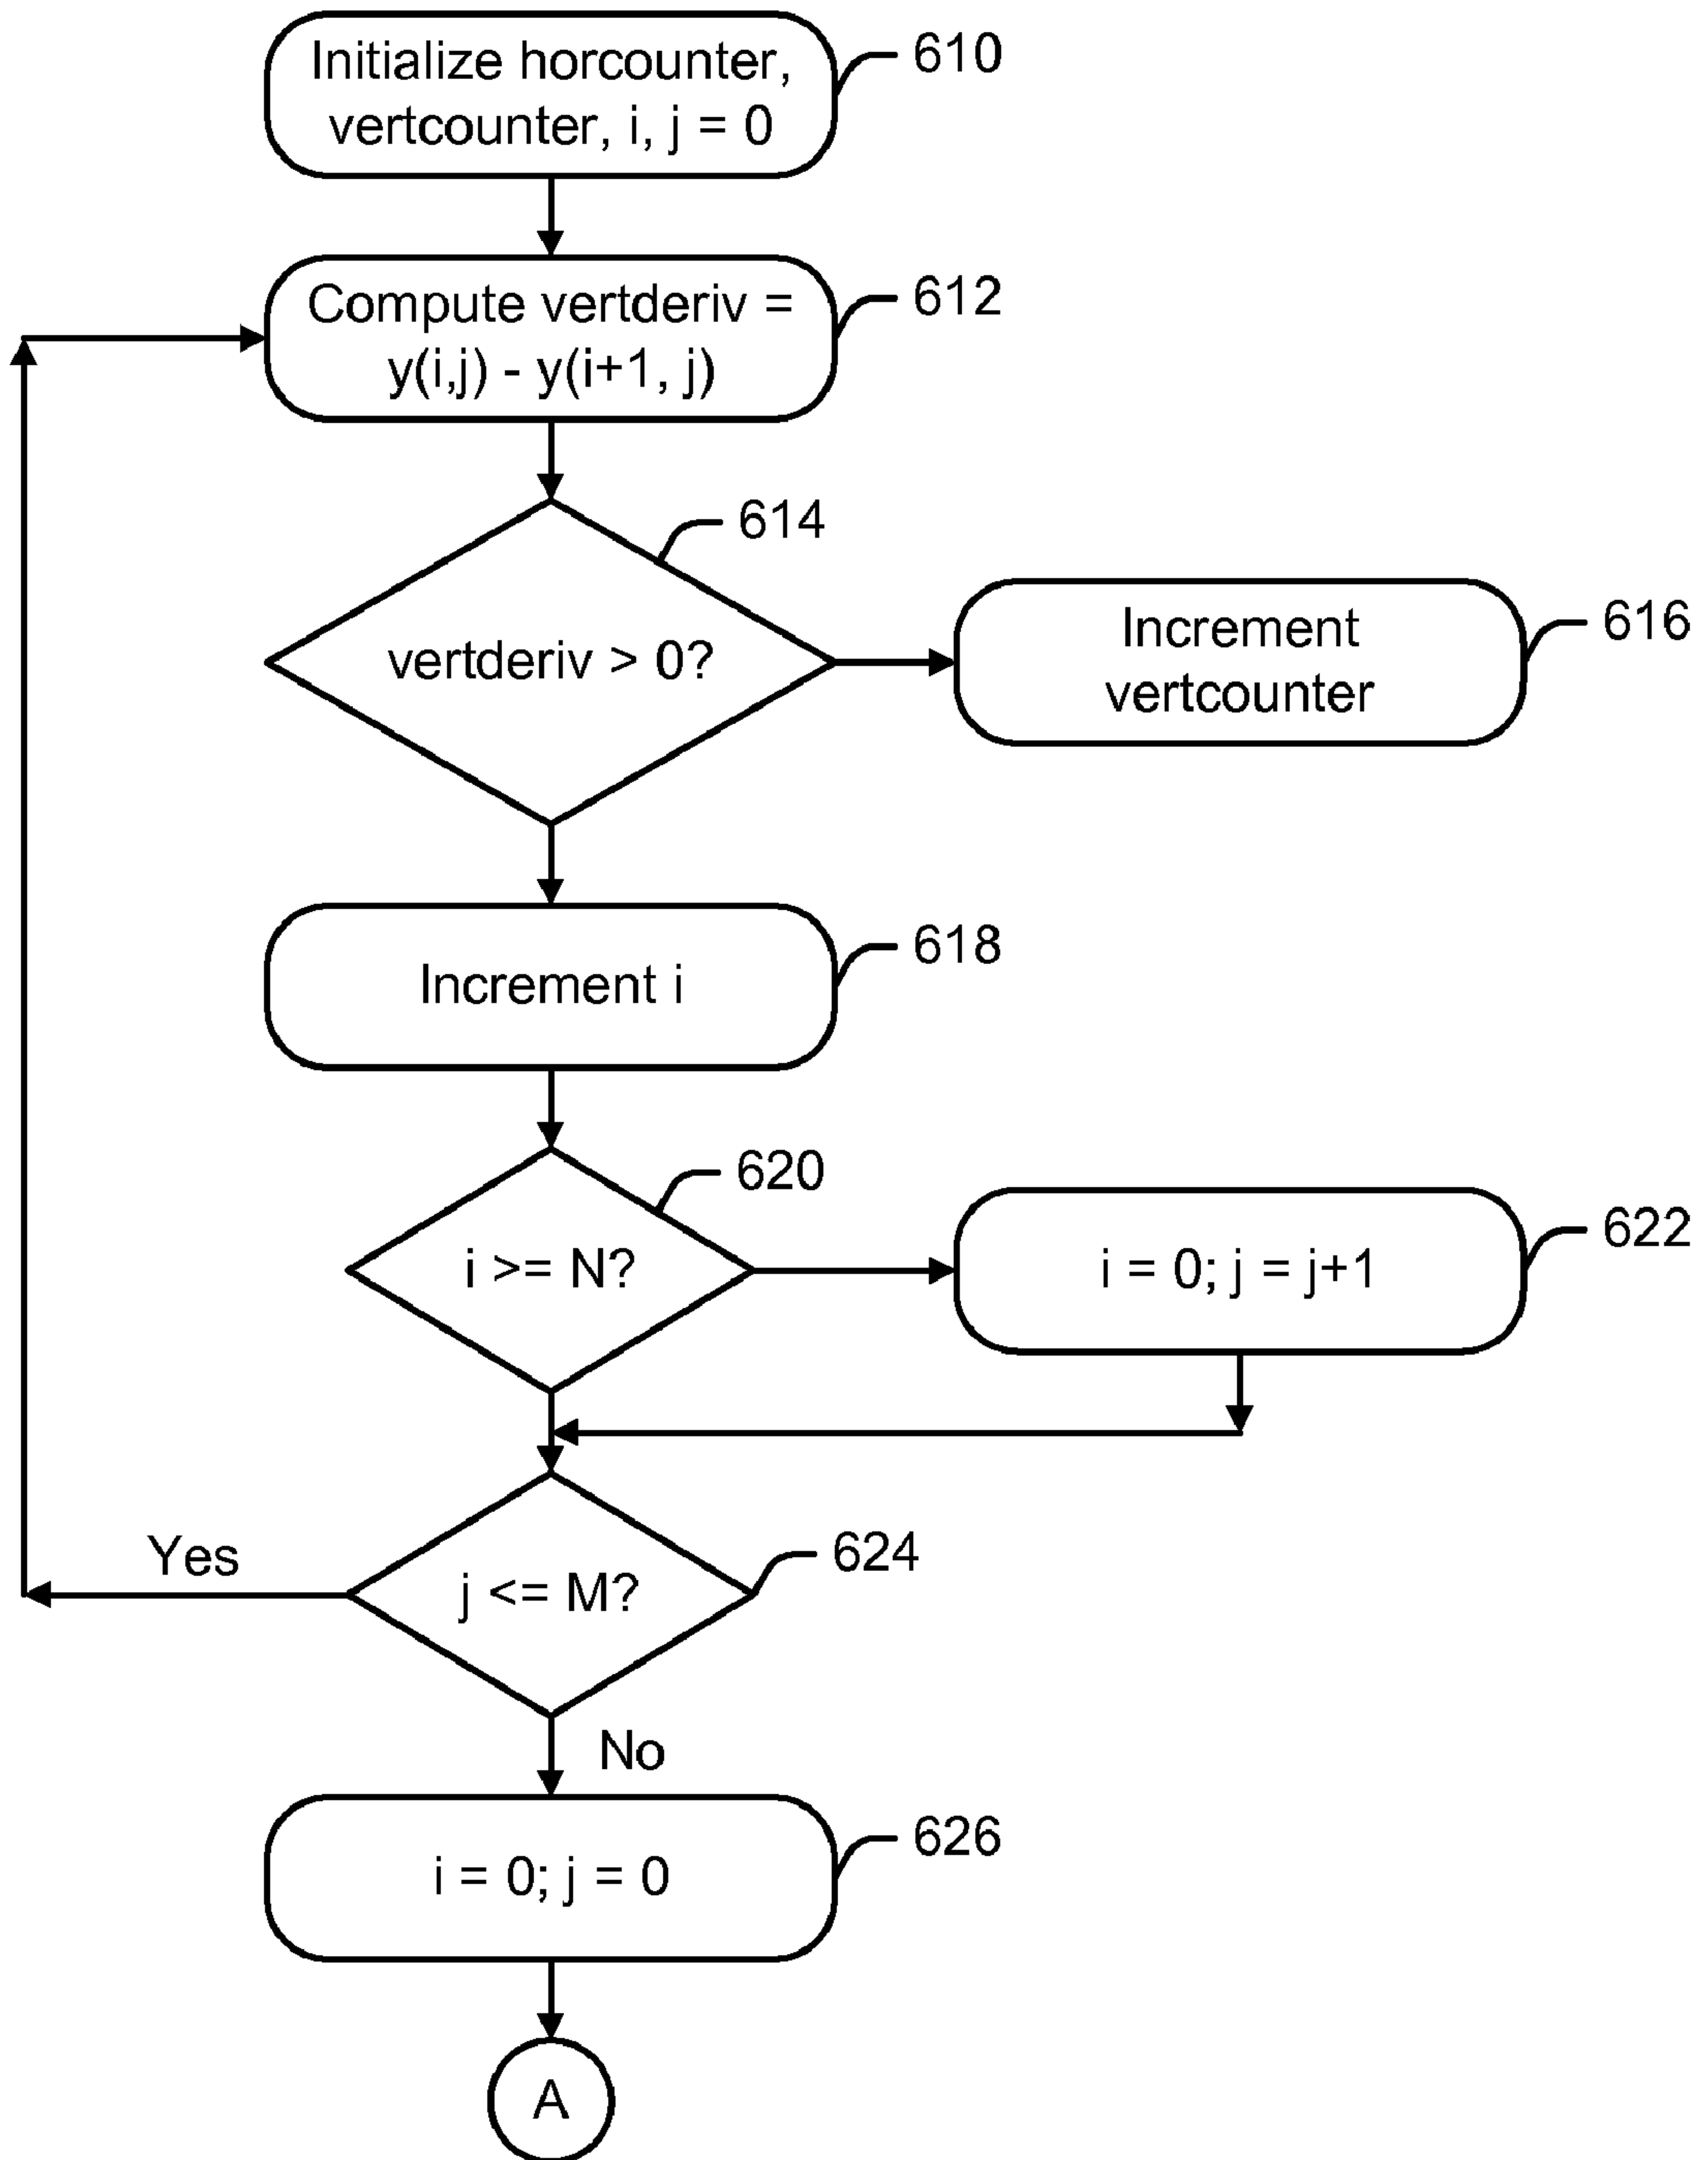 Initialize horcounter,
vertcounter, i, j = 0
610
Compute vertderiv =
y(i,j) - y(i+1, j)
612
614
vertderiv > 0?
Increment
vertcounter
616
Increment i
618
620
i >= N?
i = 0; j = j+1
622
Yes
j <= M?
624
No
i = 0; j = 0
626
A